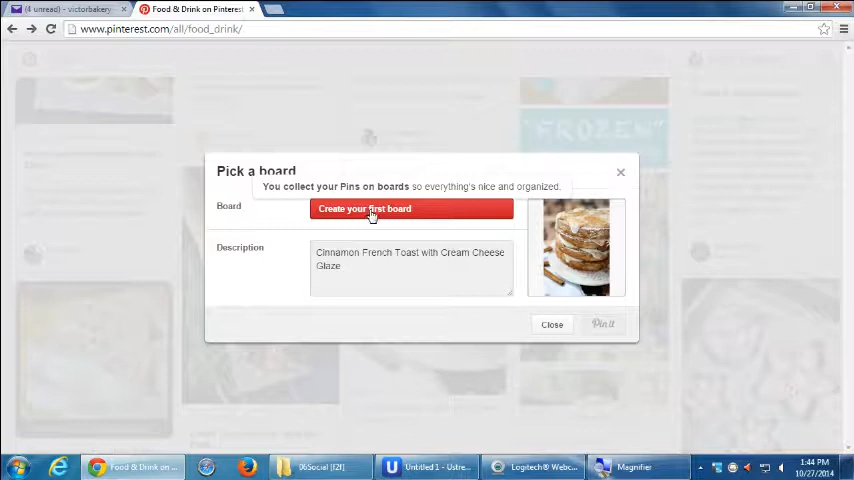 (4 unread) - victorbakery
Food & Drink on Pinteres
www.pinterest.com/all/food_drink/
"FROZEN"
Pick a board
You collect your Pins on boards so everything's nice and organized.
Board
Create your first board
Description
Cinnamon French Toast with Cream Cheese
Glaze
Close
Pin it
Food & Drink on Pin...
06Social [f2f]
Untitled 1 - Ustre...
Logitech® Webc...
Magnifier
1:44 PM
10/27/2014